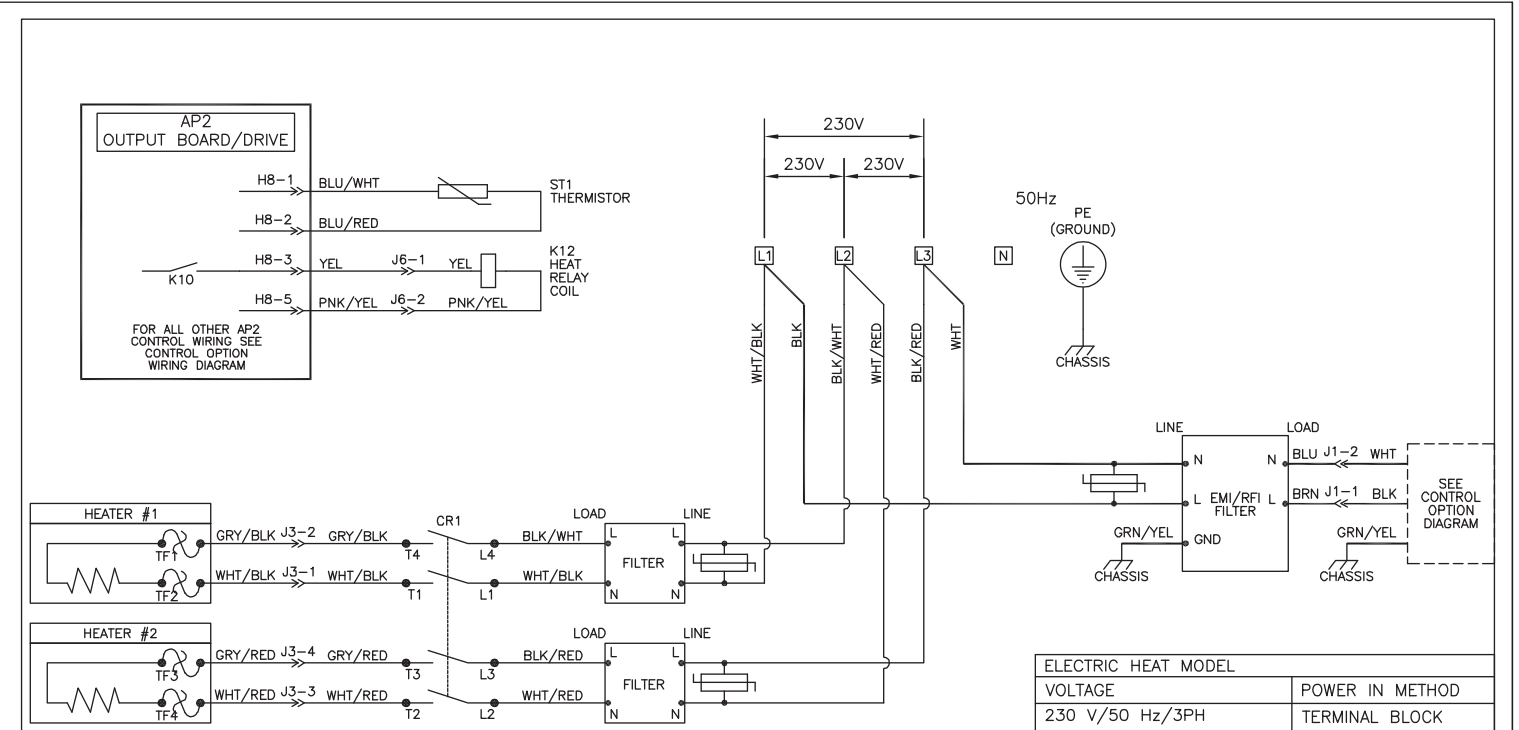 AP2
OUTPUT BOARD/DRIVE
H8-1 BLU/WHT
ST1
THERMISTOR
H8-2 BLU/RED
K10
H8-3 YEL J6-1 YEL
K12
HEAT
RELAY
COIL
H8-5 PNK/YEL J6-2 PNK/YEL
FOR ALL OTHER AP2
CONTROL WIRING SEE
CONTROL OPTION
WIRING DIAGRAM
230V
230V 230V
50Hz
PE
(GROUND)
L1 L2 L3 N
CHASSIS
WHT/BLK
BLK
BLK/WHT
WHT/RED
BLK/RED
WHT
LINE LOAD
N N BLU J1-2 WHT
L EMI/RFI L BRN J1-1 BLK
FILTER
GRN/YEL GND GRN/YEL
CHASSIS CHASSIS
SEE
CONTROL
OPTION
DIAGRAM
HEATER #1
CR1
LOAD LINE
TF1 GRY/BLK J3-2 GRY/BLK T4 L4 BLK/WHT L L
FILTER
TF2 WHT/BLK J3-1 WHT/BLK T1 L1 WHT/BLK N N
HEATER #2
LOAD LINE
TF3 GRY/RED J3-4 GRY/RED T3 L3 BLK/RED L L
FILTER
TF4 WHT/RED J3-3 WHT/RED T2 L2 WHT/RED N N
ELECTRIC HEAT MODEL
VOLTAGE POWER IN METHOD
230 V/50 Hz/3PH TERMINAL BLOCK